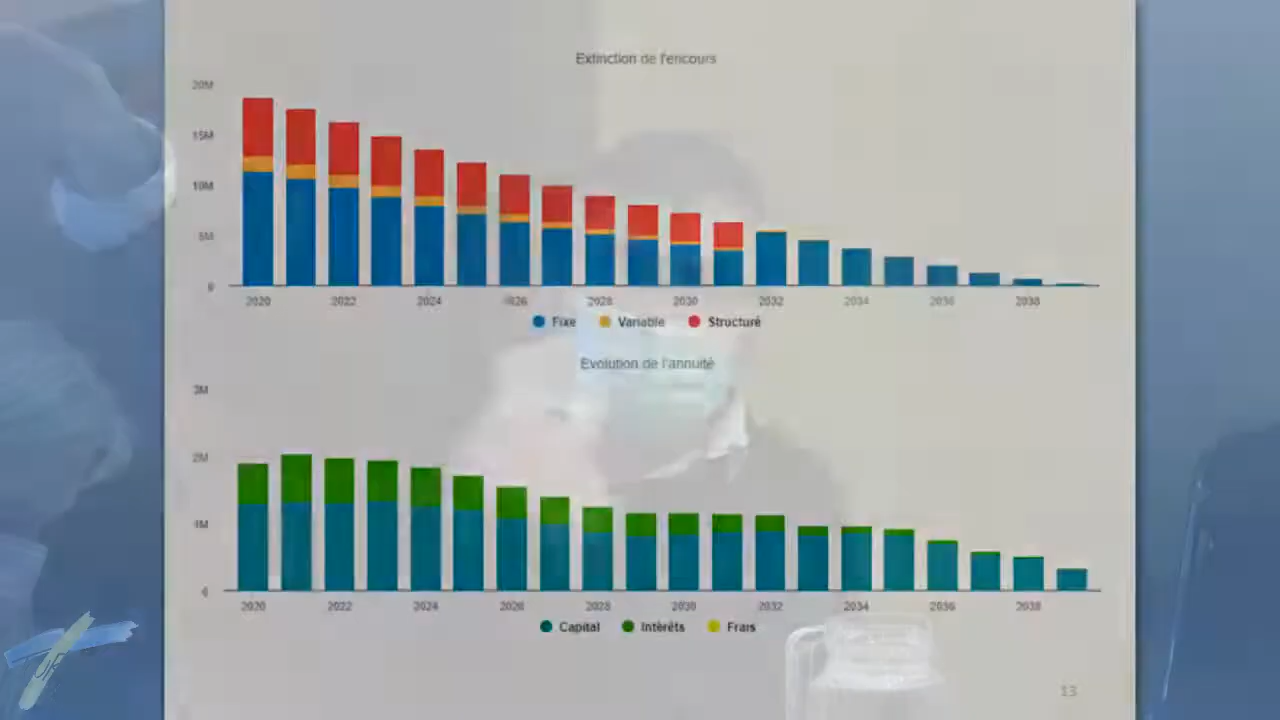 Extinction de l'encours
20M
15M
10M
5M
0
2020 2022 2024 2026 2028 2030 2032 2034 2036 2038
Fixe Variable Structuré
Evolution de l'annuité
3M
2M
1M
0
2020 2022 2024 2026 2028 2030 2032 2034 2036 2038
Capital Intérêts Frais
13